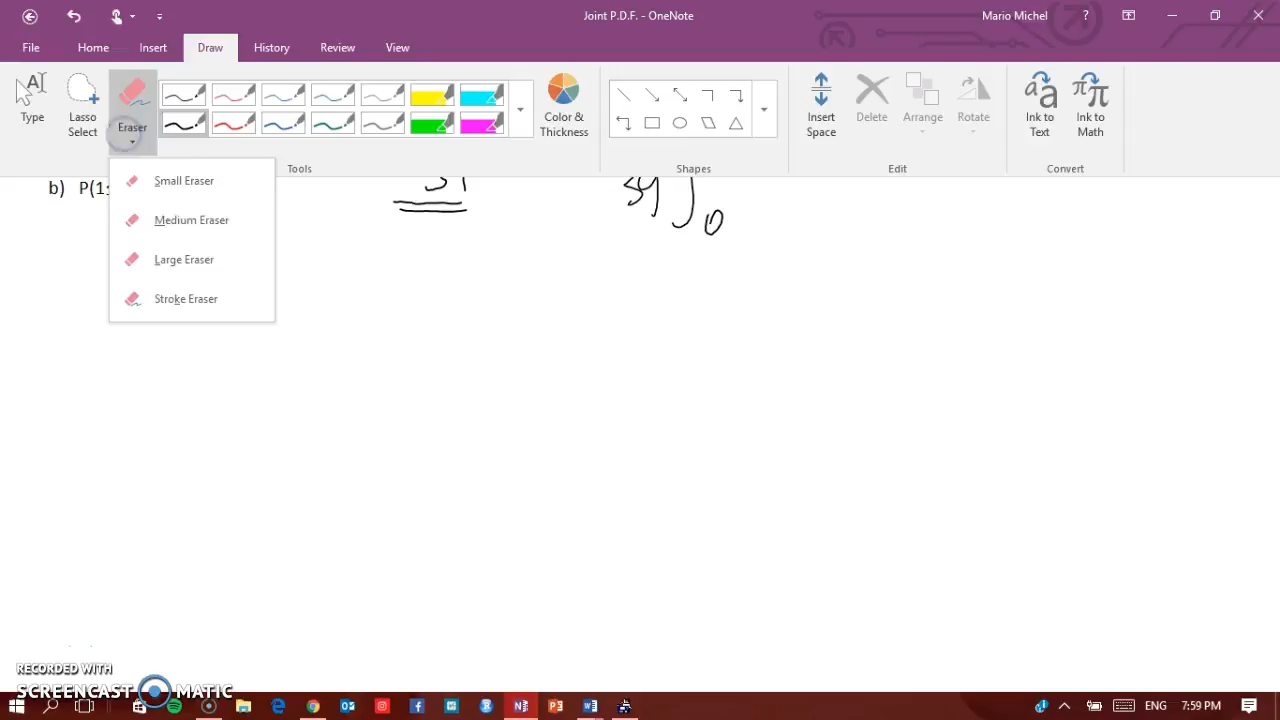 Joint P.D.F. - OneNote
Mario Michel
?
File
Home
Insert
Draw
History
Review
View
Type
Lasso Select
Eraser
Color & Thickness
Insert Space
Delete
Arrange
Rotate
Ink to Text
Ink to Math
Tools
Shapes
Edit
Convert
Small Eraser
Medium Eraser
Large Eraser
Stroke Eraser
b) P(1
0
RECORDED WITH
SCREENCAST MATIC
ENG
7:59 PM